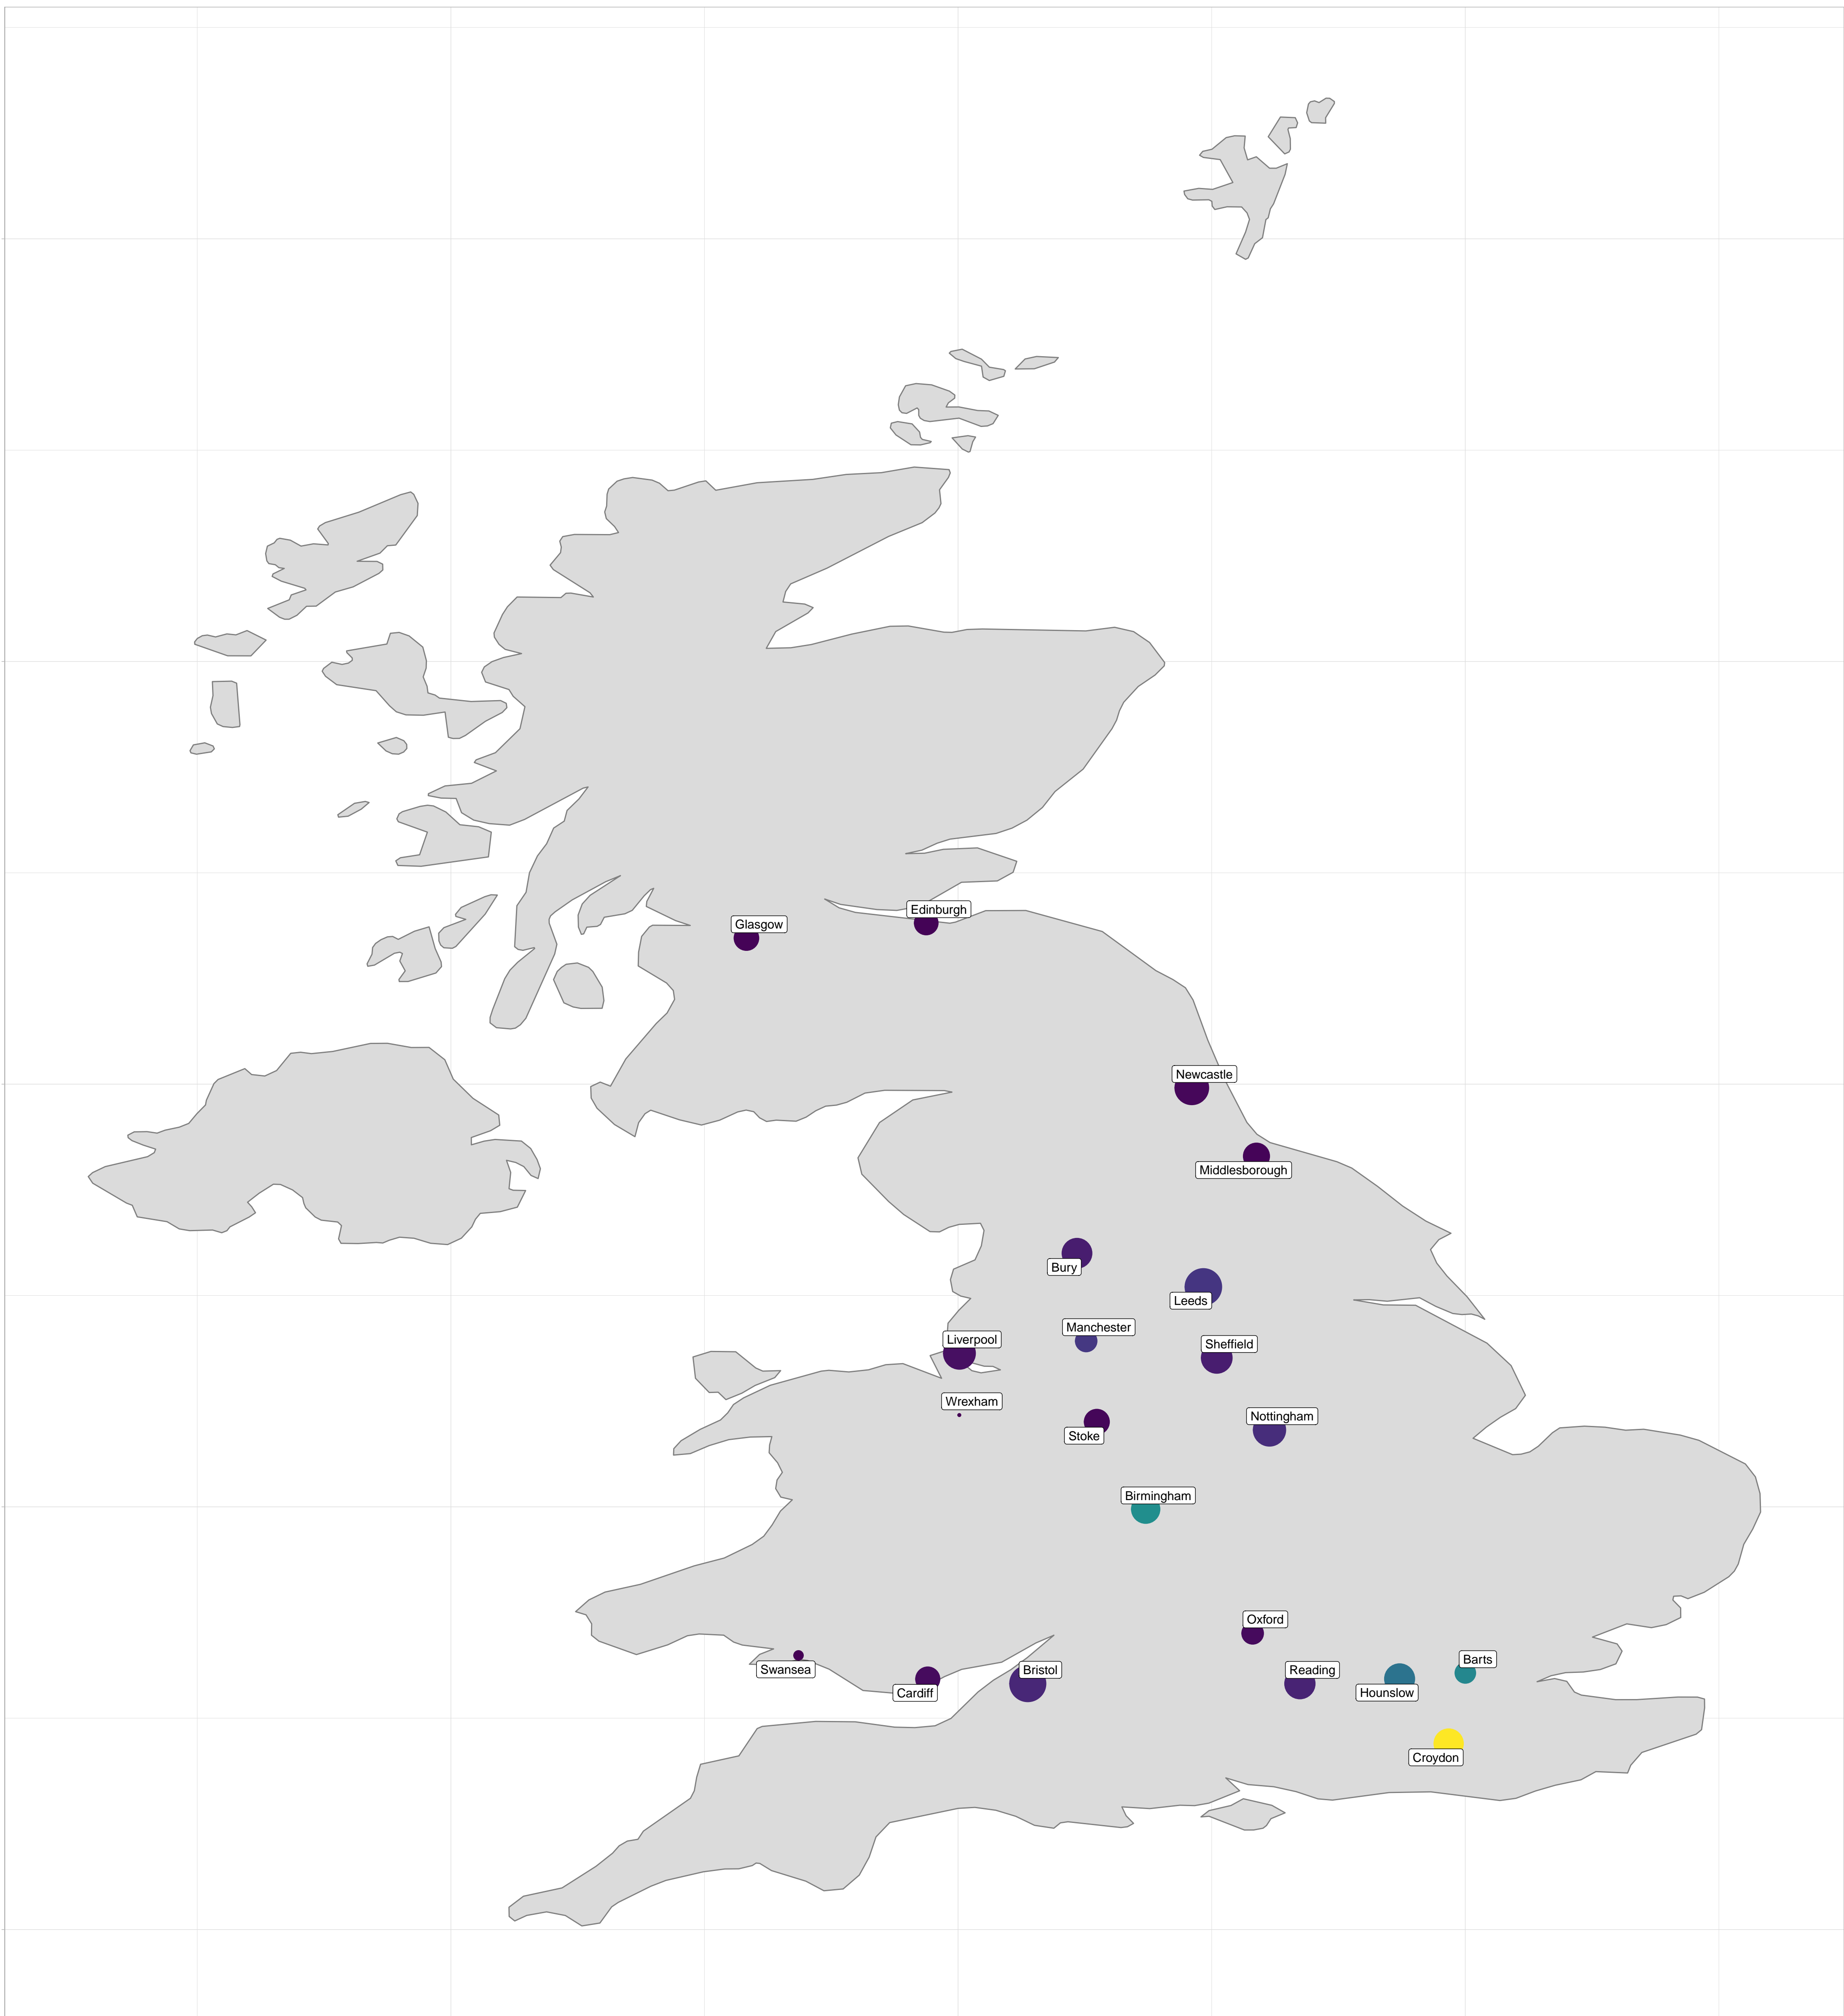 Edinburgh
Glasgow
Newcastle
Middlesborough
Bury
Leeds
Manchester
Liverpool
Sheffield
Wrexham
Nottingham
Stoke
Birmingham
Oxford
Barts
Swansea
Bristol
Reading
Cardiff
Hounslow
Croydon